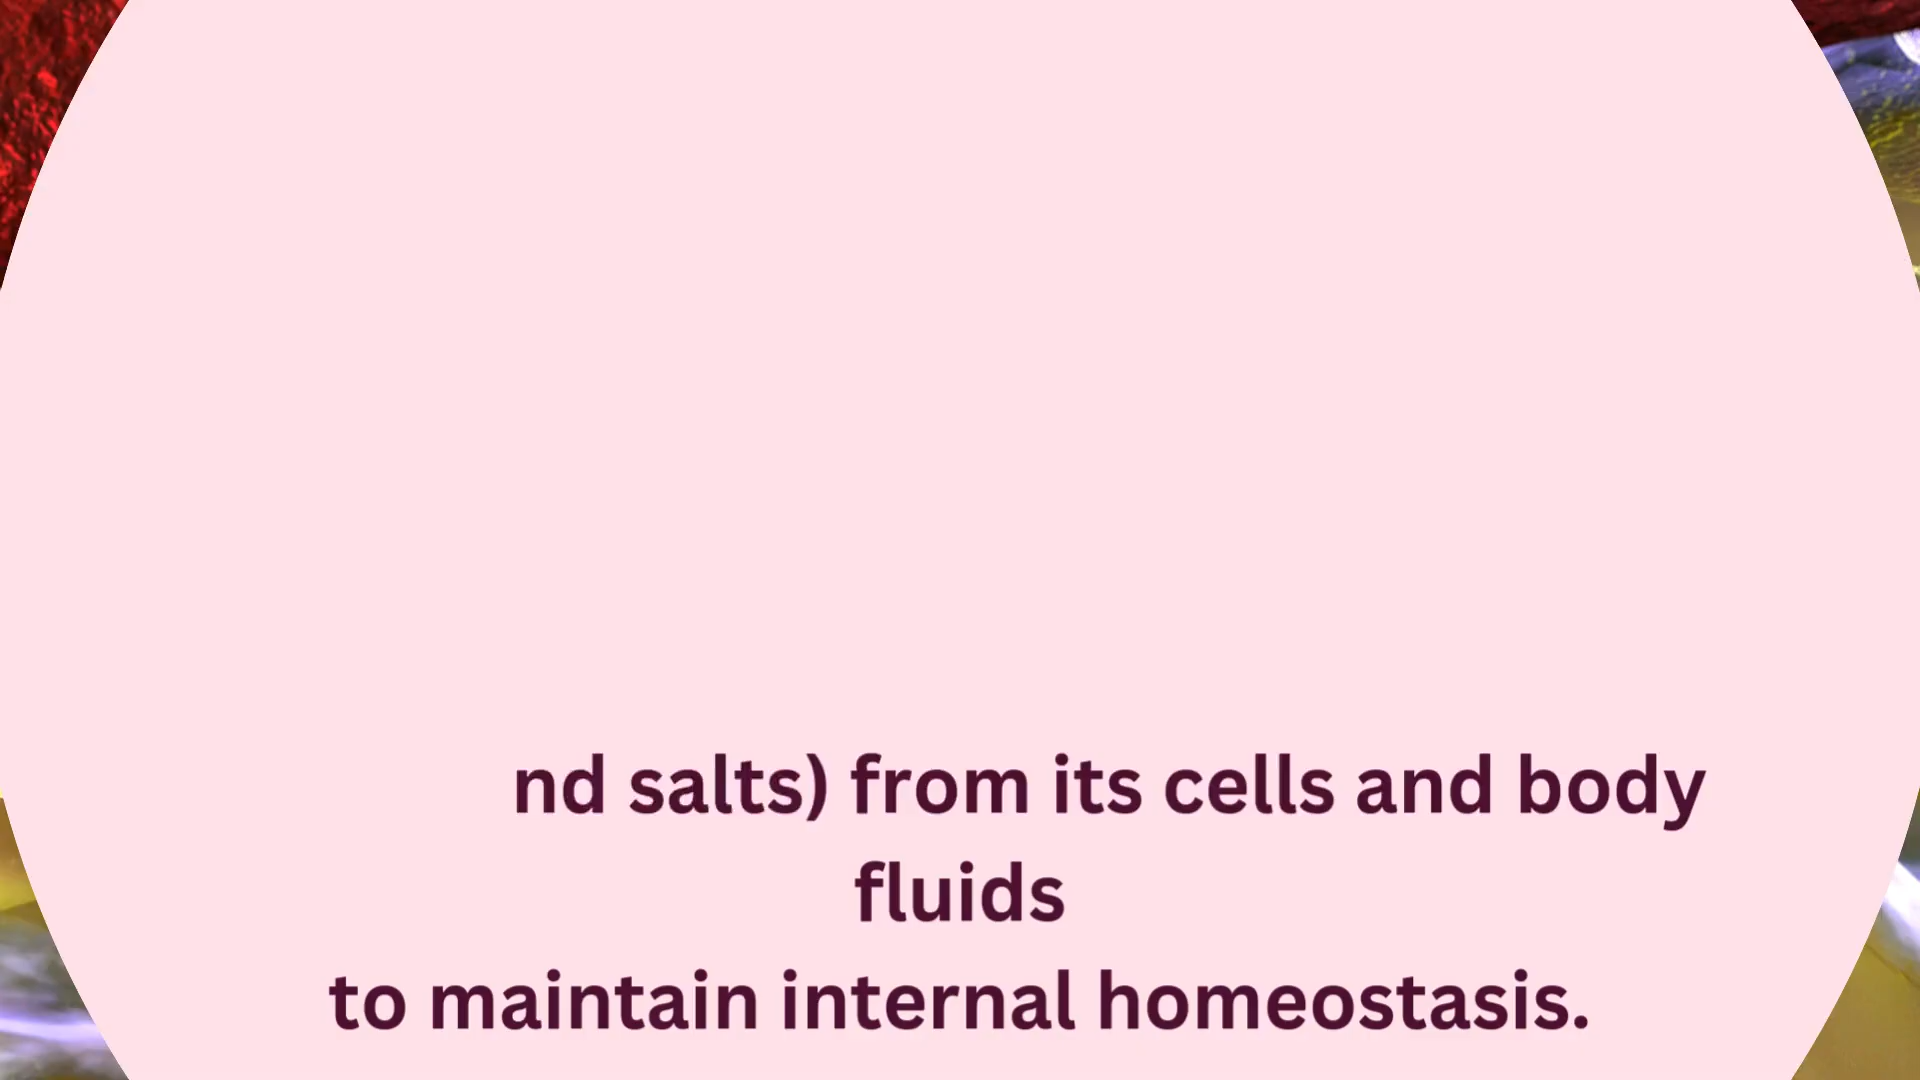 nd salts) from its cells and body
fluids
to maintain internal homeostasis.